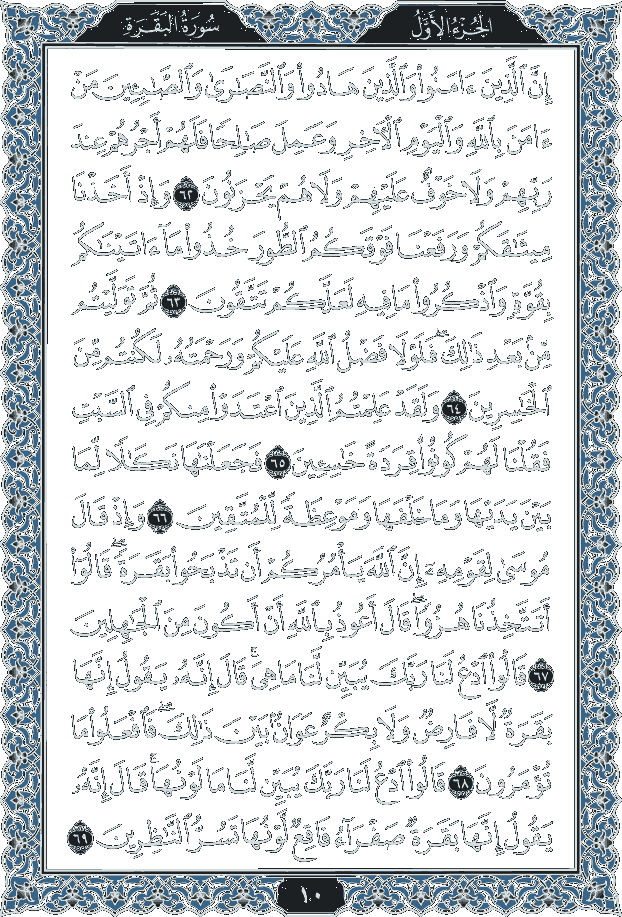 الجزء الأول سورة البقرة
إِنَّ ٱلَّذِينَ ءَامَنُوا۟ وَٱلَّذِينَ هَادُوا۟ وَٱلنَّصَـٰرَىٰ وَٱلصَّـٰبِـِٔينَ مَنْ
ءَامَنَ بِٱللَّهِ وَٱلْيَوْمِ ٱلْـَٔاخِرِ وَعَمِلَ صَـٰلِحًا فَلَهُمْ أَجْرُهُمْ عِندَ
رَبِّهِمْ وَلَا خَوْفٌ عَلَيْهِمْ وَلَا هُمْ يَحْزَنُونَ ٦٢ وَإِذْ أَخَذْنَا
مِيثَـٰقَكُمْ وَرَفَعْنَا فَوْقَكُمُ ٱلطُّورَ خُذُوا۟ مَآ ءَاتَيْنَـٰكُم
بِقُوَّةٍ وَٱذْكُرُوا۟ مَا فِيهِ لَعَلَّكُمْ تَتَّقُونَ ٦٣ ثُمَّ تَوَلَّيْتُم
مِّنۢ بَعْدِ ذَٰلِكَ ۖ فَلَوْلَا فَضْلُ ٱللَّهِ عَلَيْكُمْ وَرَحْمَتُهُۥ لَكُنتُم مِّنَ
ٱلْخَـٰسِرِينَ ٦٤ وَلَقَدْ عَلِمْتُمُ ٱلَّذِينَ ٱعْتَدَوْا۟ مِنكُمْ فِى ٱلسَّبْتِ
فَقُلْنَا لَهُمْ كُونُوا۟ قِرَدَةً خَـٰسِـِٔينَ ٦٥ فَجَعَلْنَـٰهَا نَكَـٰلًا لِّمَا
بَيْنَ يَدَيْهَا وَمَا خَلْفَهَا وَمَوْعِظَةً لِّلْمُتَّقِينَ ٦٦ وَإِذْ قَالَ
مُوسَىٰ لِقَوْمِهِۦٓ إِنَّ ٱللَّهَ يَأْمُرُكُمْ أَن تَذْبَحُوا۟ بَقَرَةً ۖ قَالُوٓا۟
أَتَتَّخِذُنَا هُزُوًا ۖ قَالَ أَعُوذُ بِٱللَّهِ أَنْ أَكُونَ مِنَ ٱلْجَـٰهِلِينَ
٦٧ قَالُوا۟ ٱدْعُ لَنَا رَبَّكَ يُبَيِّن لَّنَا مَا هِىَ ۚ قَالَ إِنَّهُۥ يَقُولُ إِنَّهَا
بَقَرَةٌ لَّا فَارِضٌ وَلَا بِكْرٌ عَوَانٌۢ بَيْنَ ذَٰلِكَ ۖ فَٱفْعَلُوا۟ مَا
تُؤْمَرُونَ ٦٨ قَالُوا۟ ٱدْعُ لَنَا رَبَّكَ يُبَيِّن لَّنَا مَا لَوْنُهَا ۚ قَالَ إِنَّهُۥ
يَقُولُ إِنَّهَا بَقَرَةٌ صَفْرَآءُ فَاقِعٌ لَّوْنُهَا تَسُرُّ ٱلنَّـٰظِرِينَ ٦٩
١٠